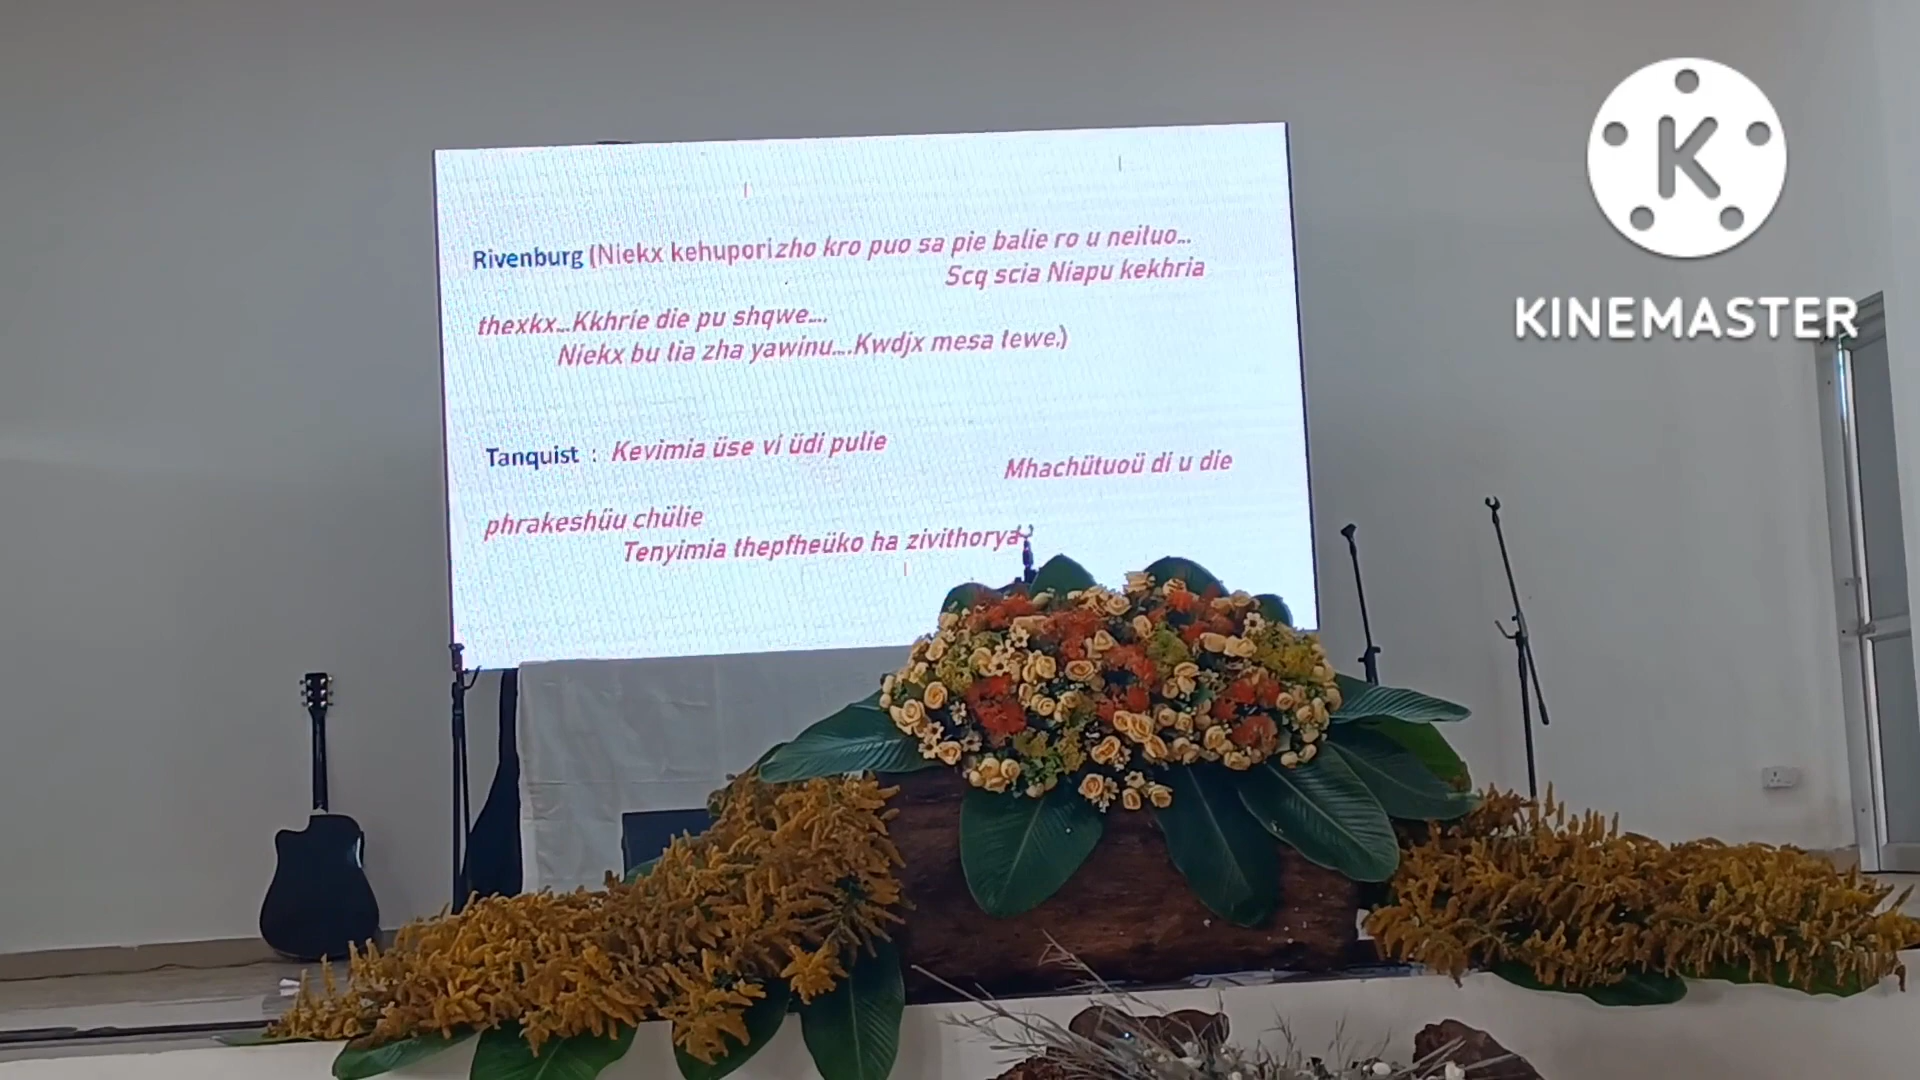 Rivenburg (Niekx kehuporizho kro puo sa pie balie ro u neiluo...
Scq scia Niapu kekhria
thexkx...Kkhrie die pu shqwe....
Niekx bu lia zha yawinu....Kwdjx mesa lewe.)
Tanquist : Kevimia üse vi üdi pulie
Mhachütuoü di u die
phrakeshüu chülie
Tenyimia thepfheüko ha zivithorya
K
KINEMASTER